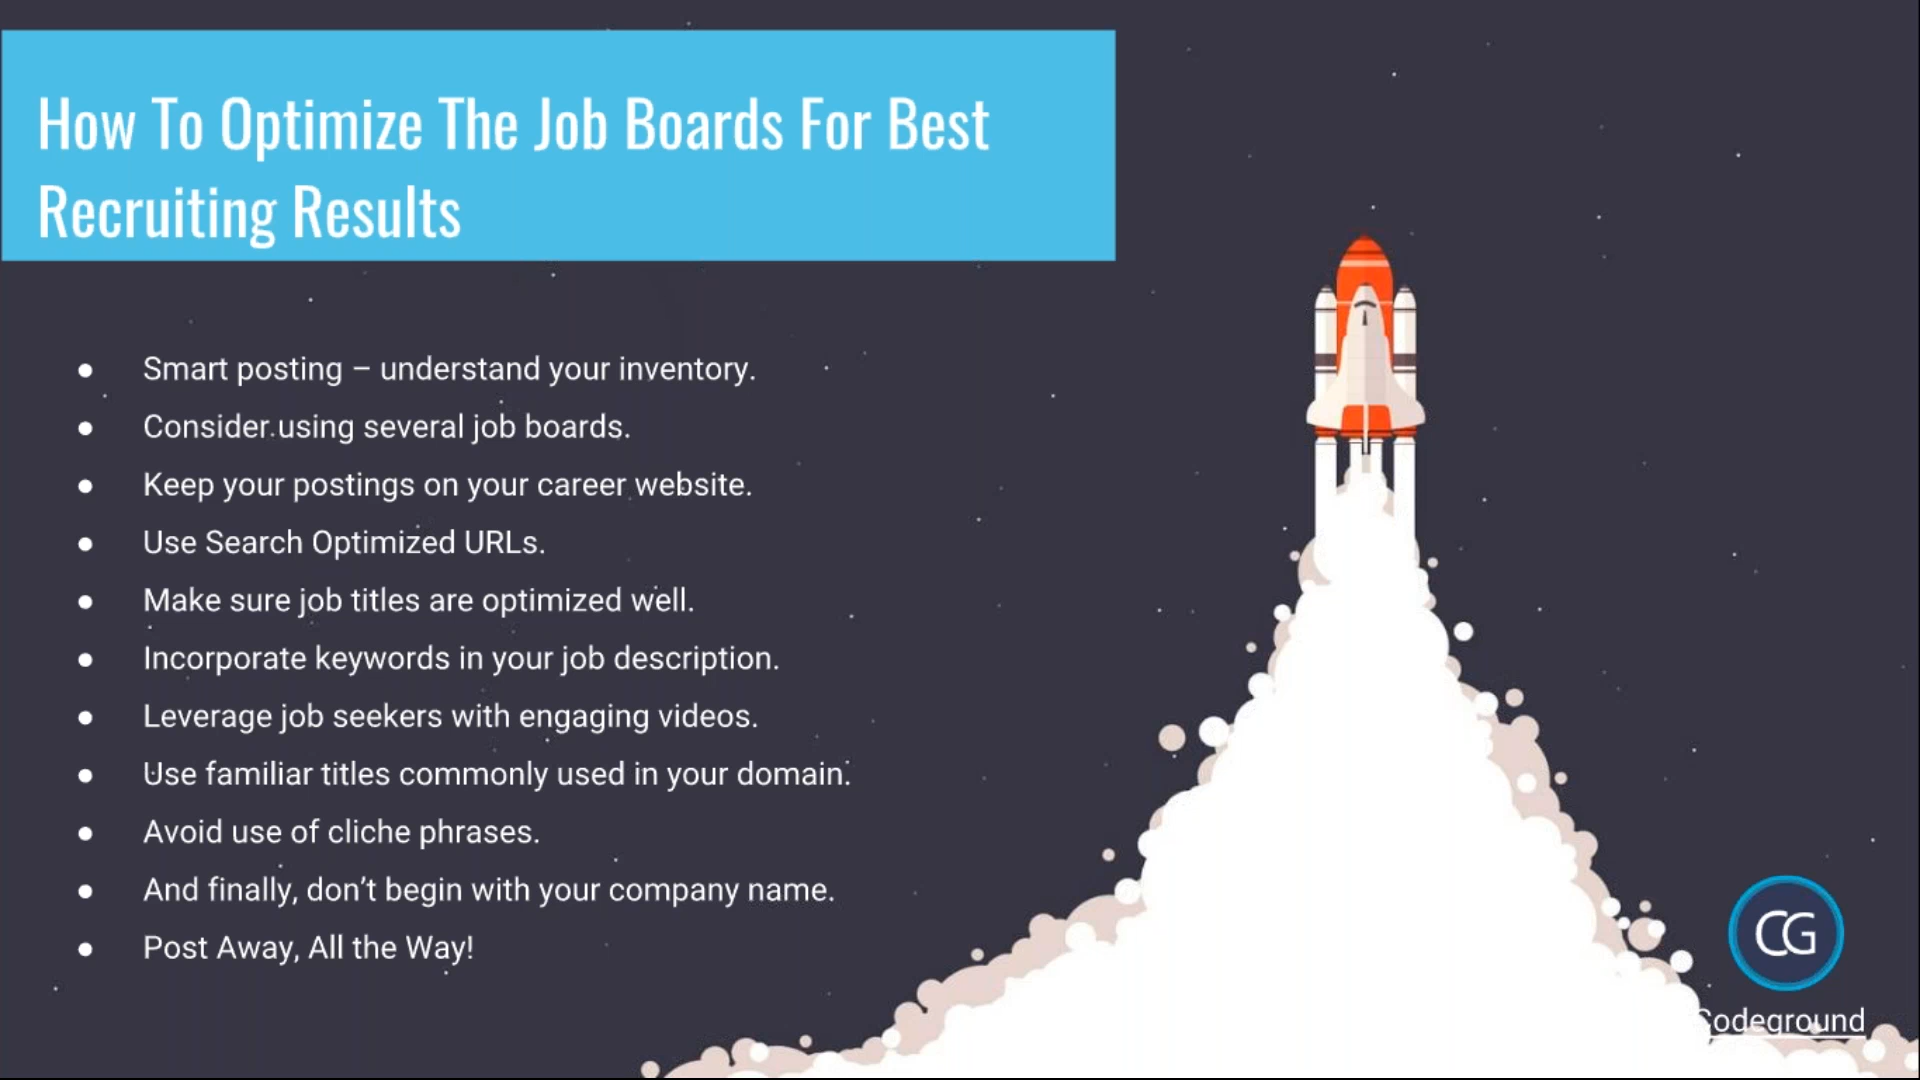 How To Optimize The Job Boards For Best
Recruiting Results
● Smart posting – understand your inventory.
● Consider using several job boards.
● Keep your postings on your career website.
● Use Search Optimized URLs.
● Make sure job titles are optimized well.
● Incorporate keywords in your job description.
● Leverage job seekers with engaging videos.
● Use familiar titles commonly used in your domain.
● Avoid use of cliche phrases.
● And finally, don’t begin with your company name.
● Post Away, All the Way!
CG
Codeground